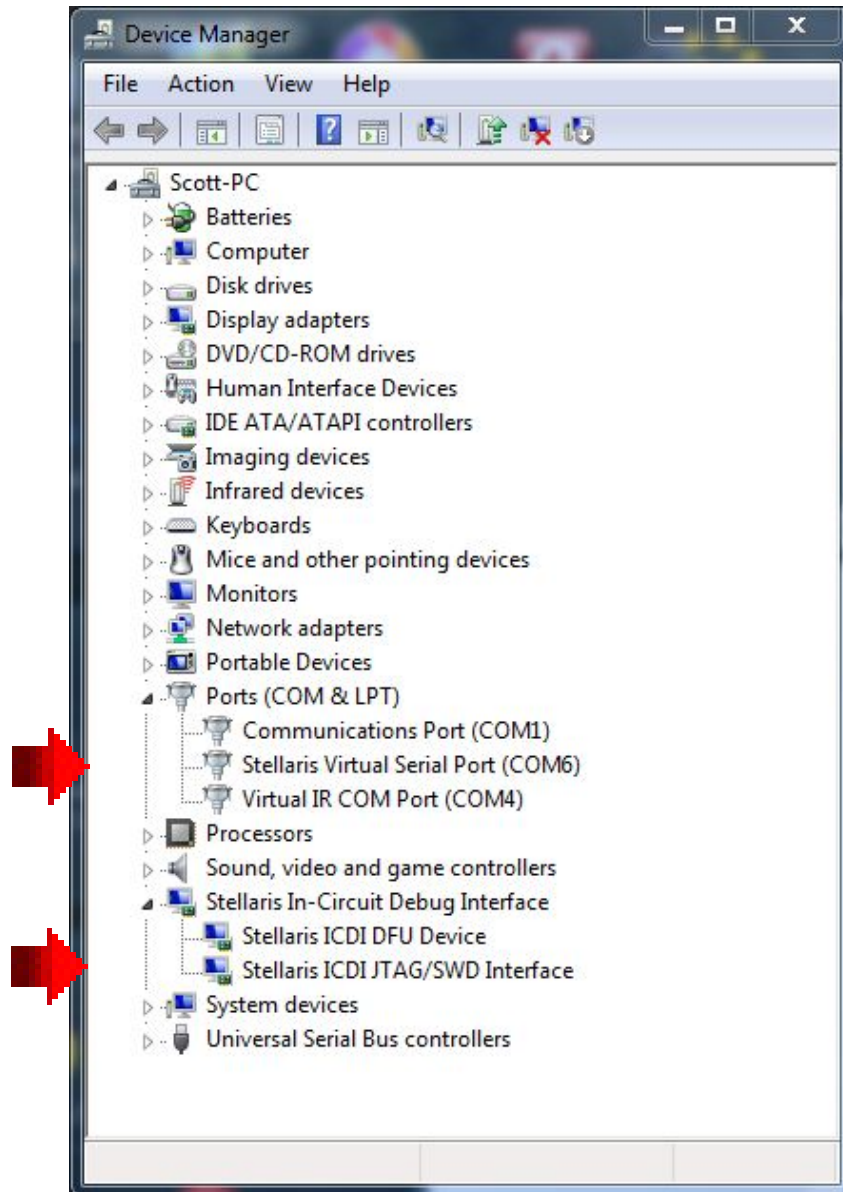 Device Manager
File Action View Help
Scott-PC
Batteries
Computer
Disk drives
Display adapters
DVD/CD-ROM drives
Human Interface Devices
IDE ATA/ATAPI controllers
Imaging devices
Infrared devices
Keyboards
Mice and other pointing devices
Monitors
Network adapters
Portable Devices
Ports (COM & LPT)
Communications Port (COM1)
Stellaris Virtual Serial Port (COM6)
Virtual IR COM Port (COM4)
Processors
Sound, video and game controllers
Stellaris In-Circuit Debug Interface
Stellaris ICDI DFU Device
Stellaris ICDI JTAG/SWD Interface
System devices
Universal Serial Bus controllers